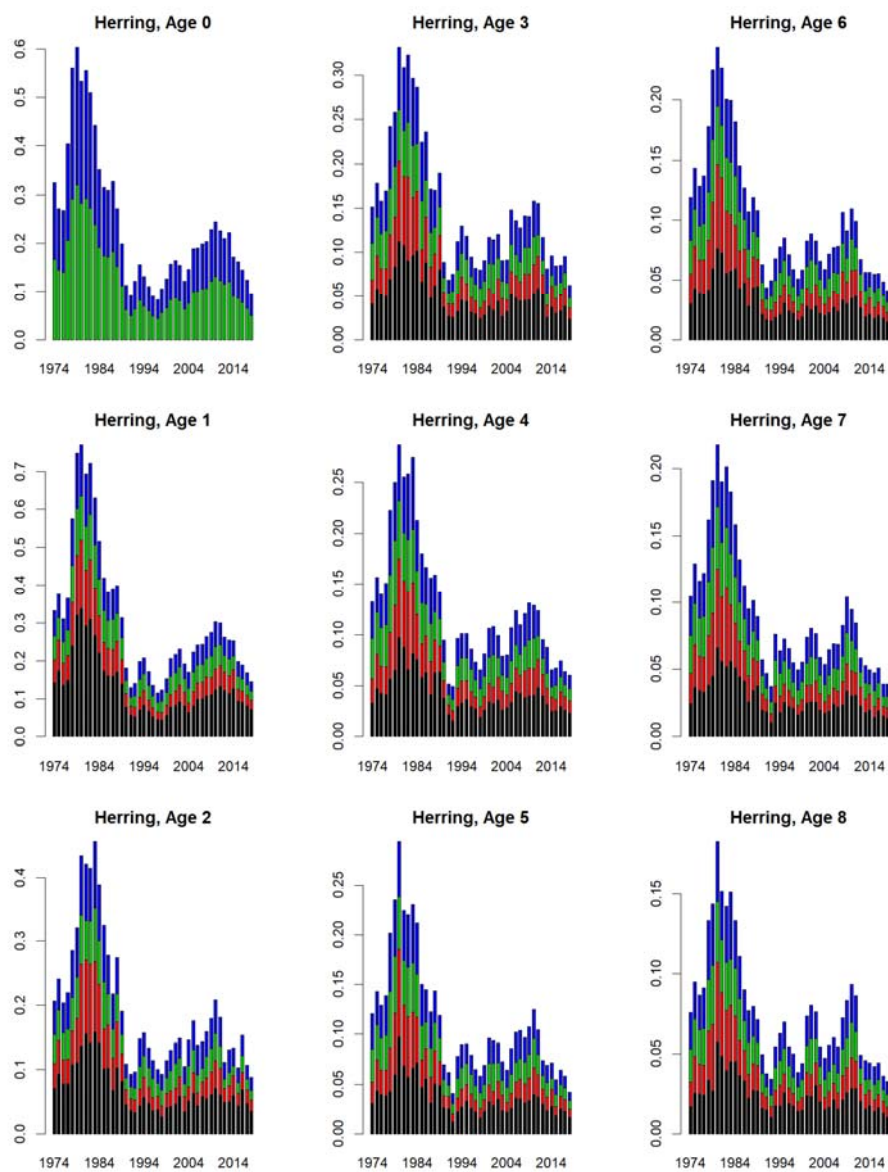 Herring, Age 0
0.0 0.1 0.2 0.3 0.4 0.5 0.6
1974 1984 1994 2004 2014
Herring, Age 3
0.00 0.05 0.10 0.15 0.20 0.30
1974 1984 1994 2004 2014
Herring, Age 6
0.00 0.05 0.10 0.15 0.20
1974 1984 1994 2004 2014
Herring, Age 1
0.0 0.1 0.2 0.3 0.4 0.5 0.6 0.7
1974 1984 1994 2004 2014
Herring, Age 4
0.00 0.05 0.10 0.15 0.20 0.25
1974 1984 1994 2004 2014
Herring, Age 7
0.00 0.05 0.10 0.15 0.20
1974 1984 1994 2004 2014
Herring, Age 2
0.0 0.1 0.2 0.3 0.4
1974 1984 1994 2004 2014
Herring, Age 5
0.00 0.05 0.10 0.15 0.20 0.25
1974 1984 1994 2004 2014
Herring, Age 8
0.00 0.05 0.10 0.15
1974 1984 1994 2004 2014